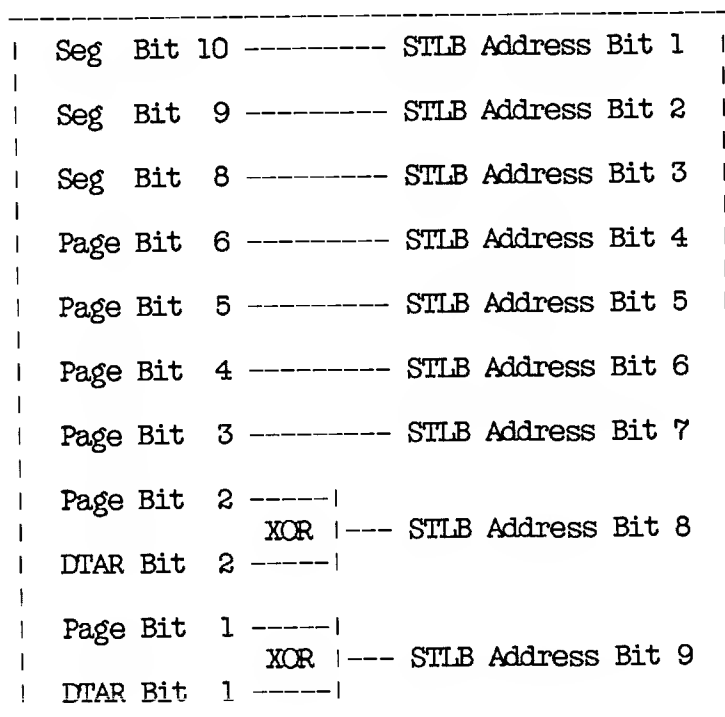 Seg Bit 10 --------- STLB Address Bit 1
Seg Bit 9 --------- STLB Address Bit 2
Seg Bit 8 --------- STLB Address Bit 3
Page Bit 6 --------- STLB Address Bit 4
Page Bit 5 --------- STLB Address Bit 5
Page Bit 4 --------- STLB Address Bit 6
Page Bit 3 --------- STLB Address Bit 7
Page Bit 2 -----|
XOR |--- STLB Address Bit 8
DTAR Bit 2 -----|
Page Bit 1 -----|
XOR |--- STLB Address Bit 9
DTAR Bit 1 -----|